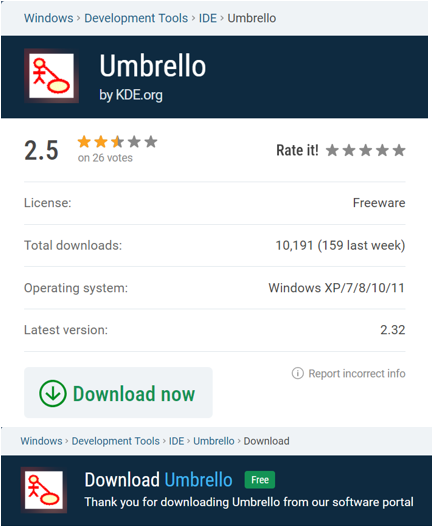 Windows › Development Tools › IDE › Umbrello
Umbrello
by KDE.org
2.5
on 26 votes
Rate it!
License: Freeware
Total downloads: 10,191 (159 last week)
Operating system: Windows XP/7/8/10/11
Latest version: 2.32
Report incorrect info
Download now
Windows › Development Tools › IDE › Umbrello › Download
Download Umbrello Free
Thank you for downloading Umbrello from our software portal